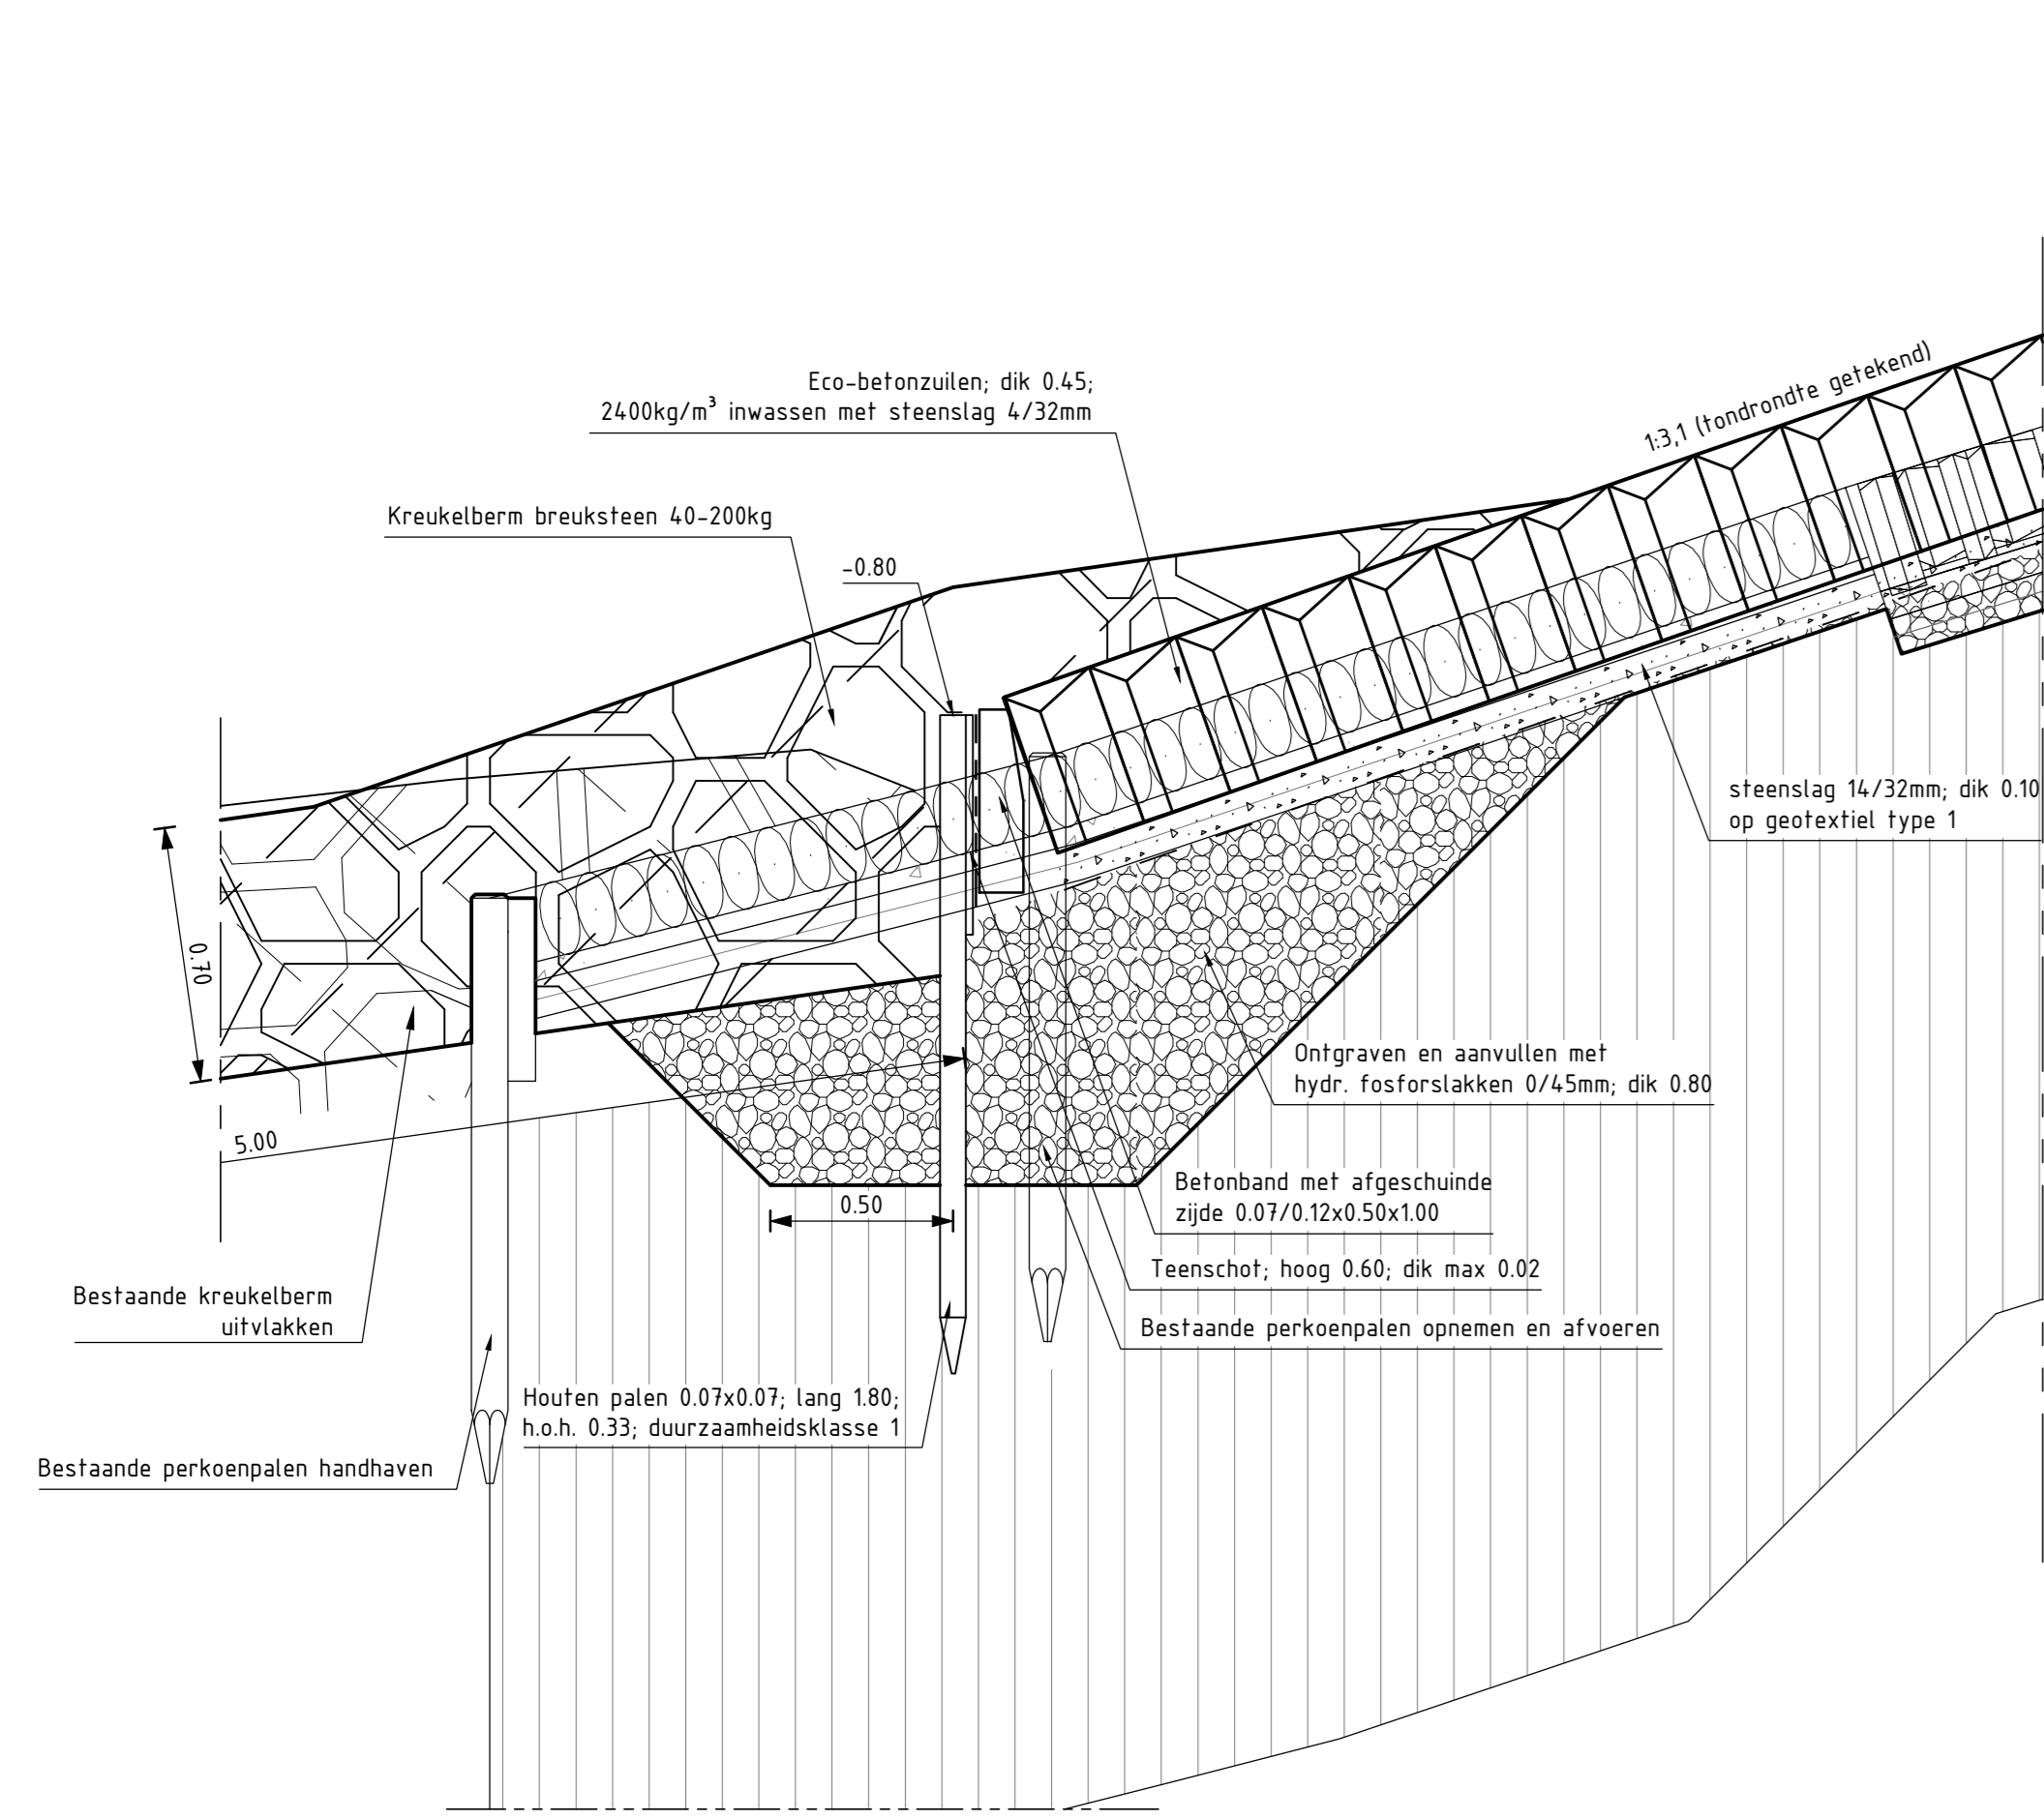 1:3,1 (tondrondte getekend)
Eco-betonzuilen; dik 0.45;
2400kg/m³ inwassen met steenslag 4/32mm
Kreukelberm breuksteen 40-200kg
-0.80
steenslag 14/32mm; dik 0.10
op geotextiel type 1
0.70
Ontgraven en aanvullen met
hydr. fosforslakken 0/45mm; dik 0.80
5.00
Betonband met afgeschuinde
zijde 0.07/0.12x0.50x1.00
0.50
Teenschot; hoog 0.60; dik max 0.02
Bestaande kreukelberm
uitvlakken
Bestaande perkoenpalen opnemen en afvoeren
Houten palen 0.07x0.07; lang 1.80;
h.o.h. 0.33; duurzaamheidsklasse 1
Bestaande perkoenpalen handhaven